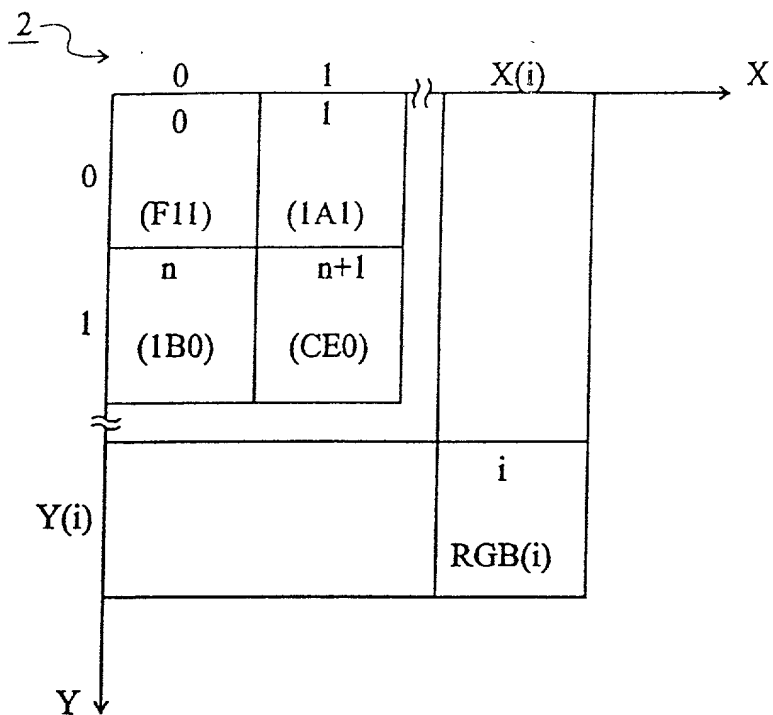 2
0 1 X(i) X
0 1
0
(F11) (1A1)
n n+1
1
(1B0) (CE0)
i
Y(i)
RGB(i)
Y